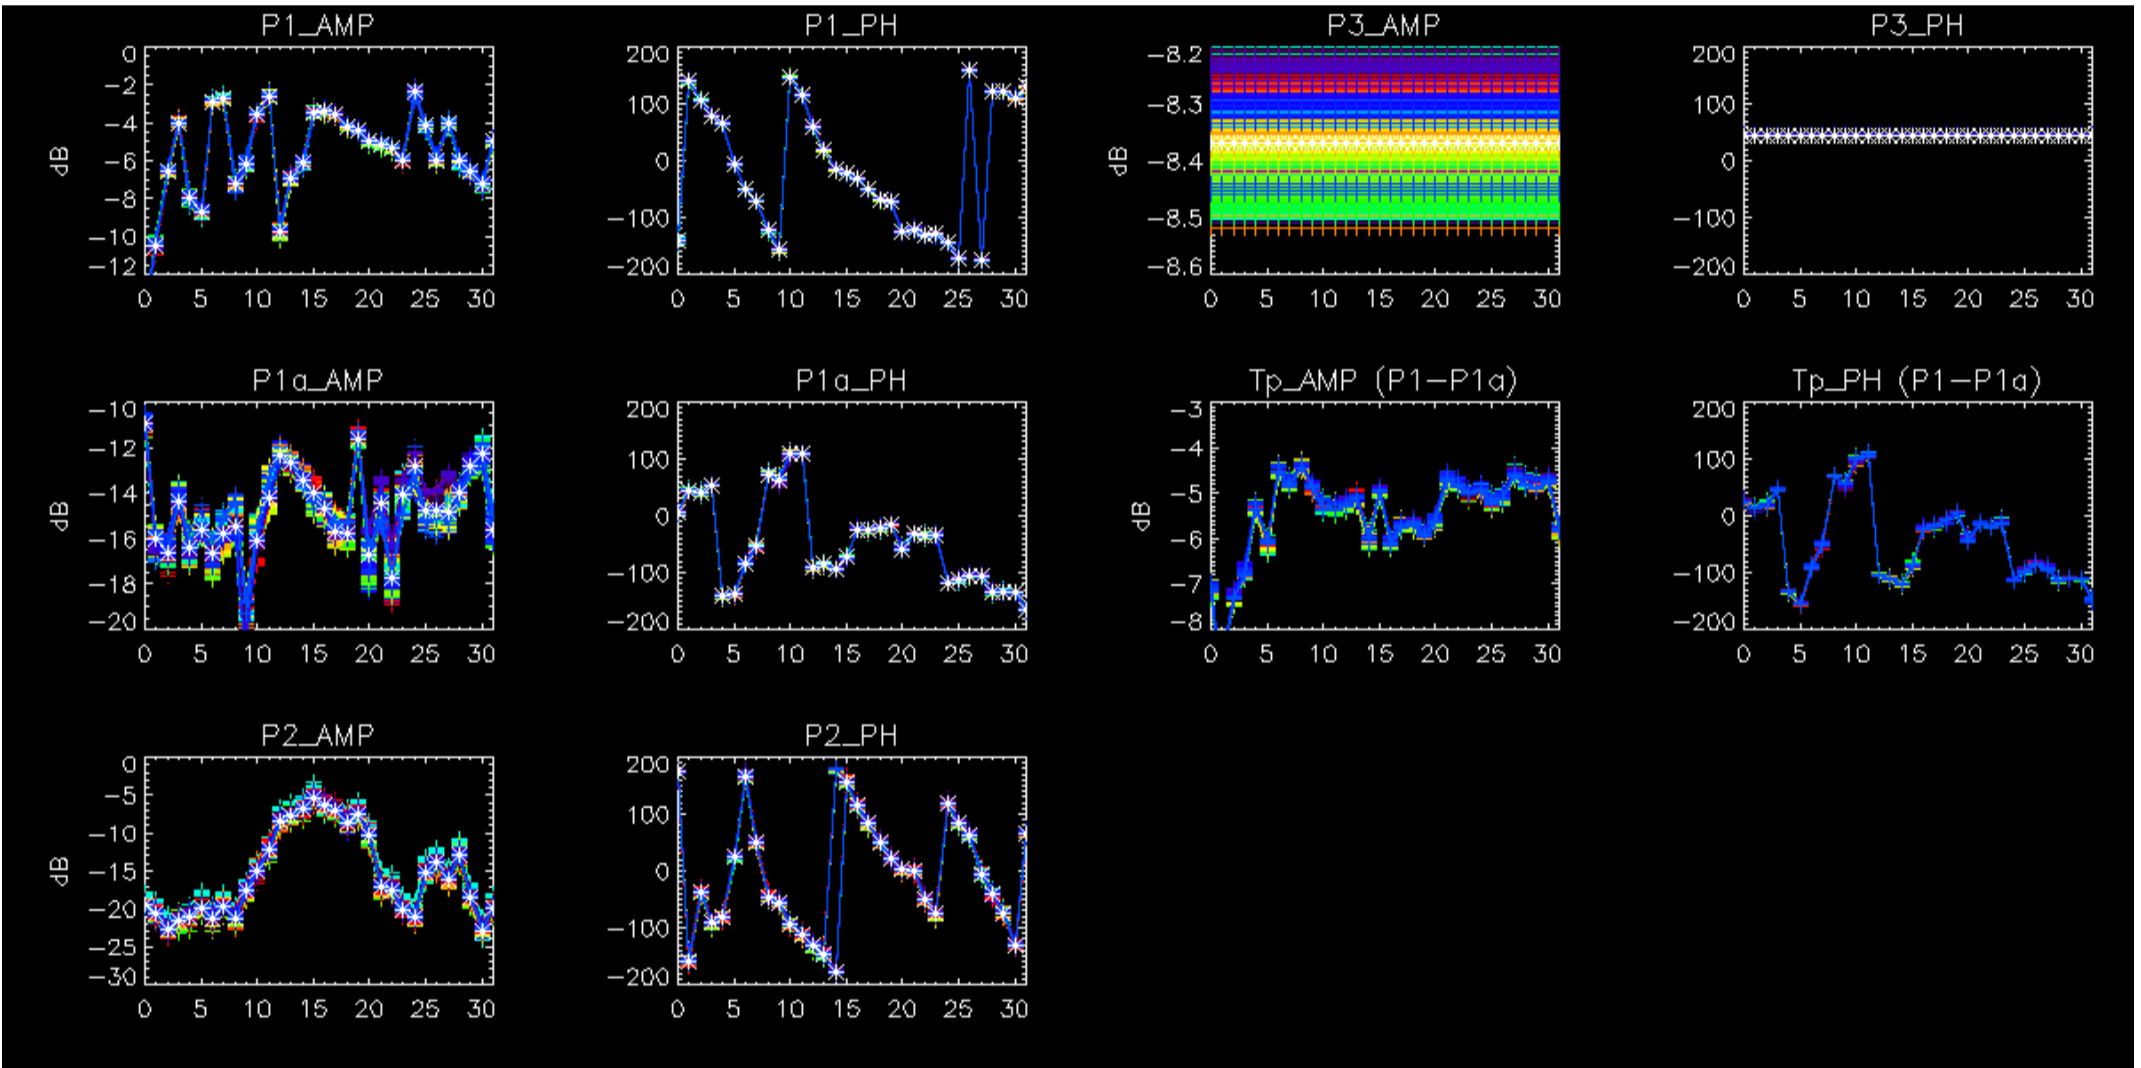 P1_AMP
0
−2
−4
−6
−8
−10
−12
dB
0 5 10 15 20 25 30
P1_PH
200
100
0
−100
−200
0 5 10 15 20 25 30
P3_AMP
−8.2
−8.3
−8.4
−8.5
−8.6
dB
0 5 10 15 20 25 30
P3_PH
200
100
0
−100
−200
0 5 10 15 20 25 30
P1a_AMP
−10
−12
−14
−16
−18
−20
dB
0 5 10 15 20 25 30
P1a_PH
200
100
0
−100
−200
0 5 10 15 20 25 30
Tp_AMP (P1−P1a)
−3
−4
−5
−6
−7
−8
dB
0 5 10 15 20 25 30
Tp_PH (P1−P1a)
200
100
0
−100
−200
0 5 10 15 20 25 30
P2_AMP
0
−5
−10
−15
−20
−25
−30
dB
0 5 10 15 20 25 30
P2_PH
200
100
0
−100
−200
0 5 10 15 20 25 30